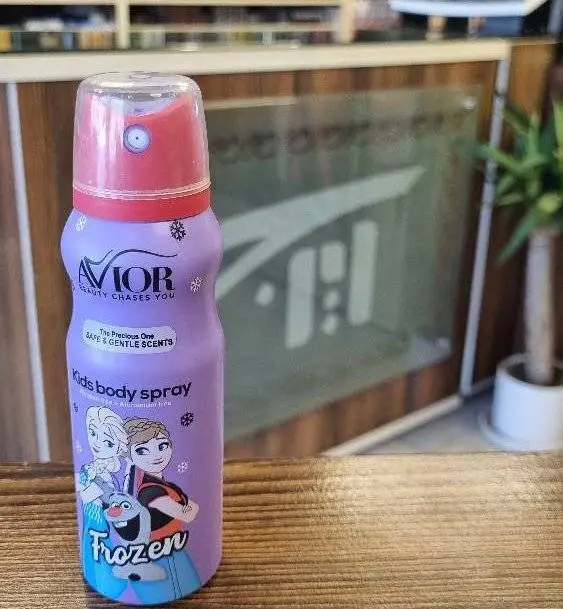 AVIOR
BEAUTY CHASES YOU
The Precious One
SAFE & GENTLE SCENTS
Kids body spray
Frozen